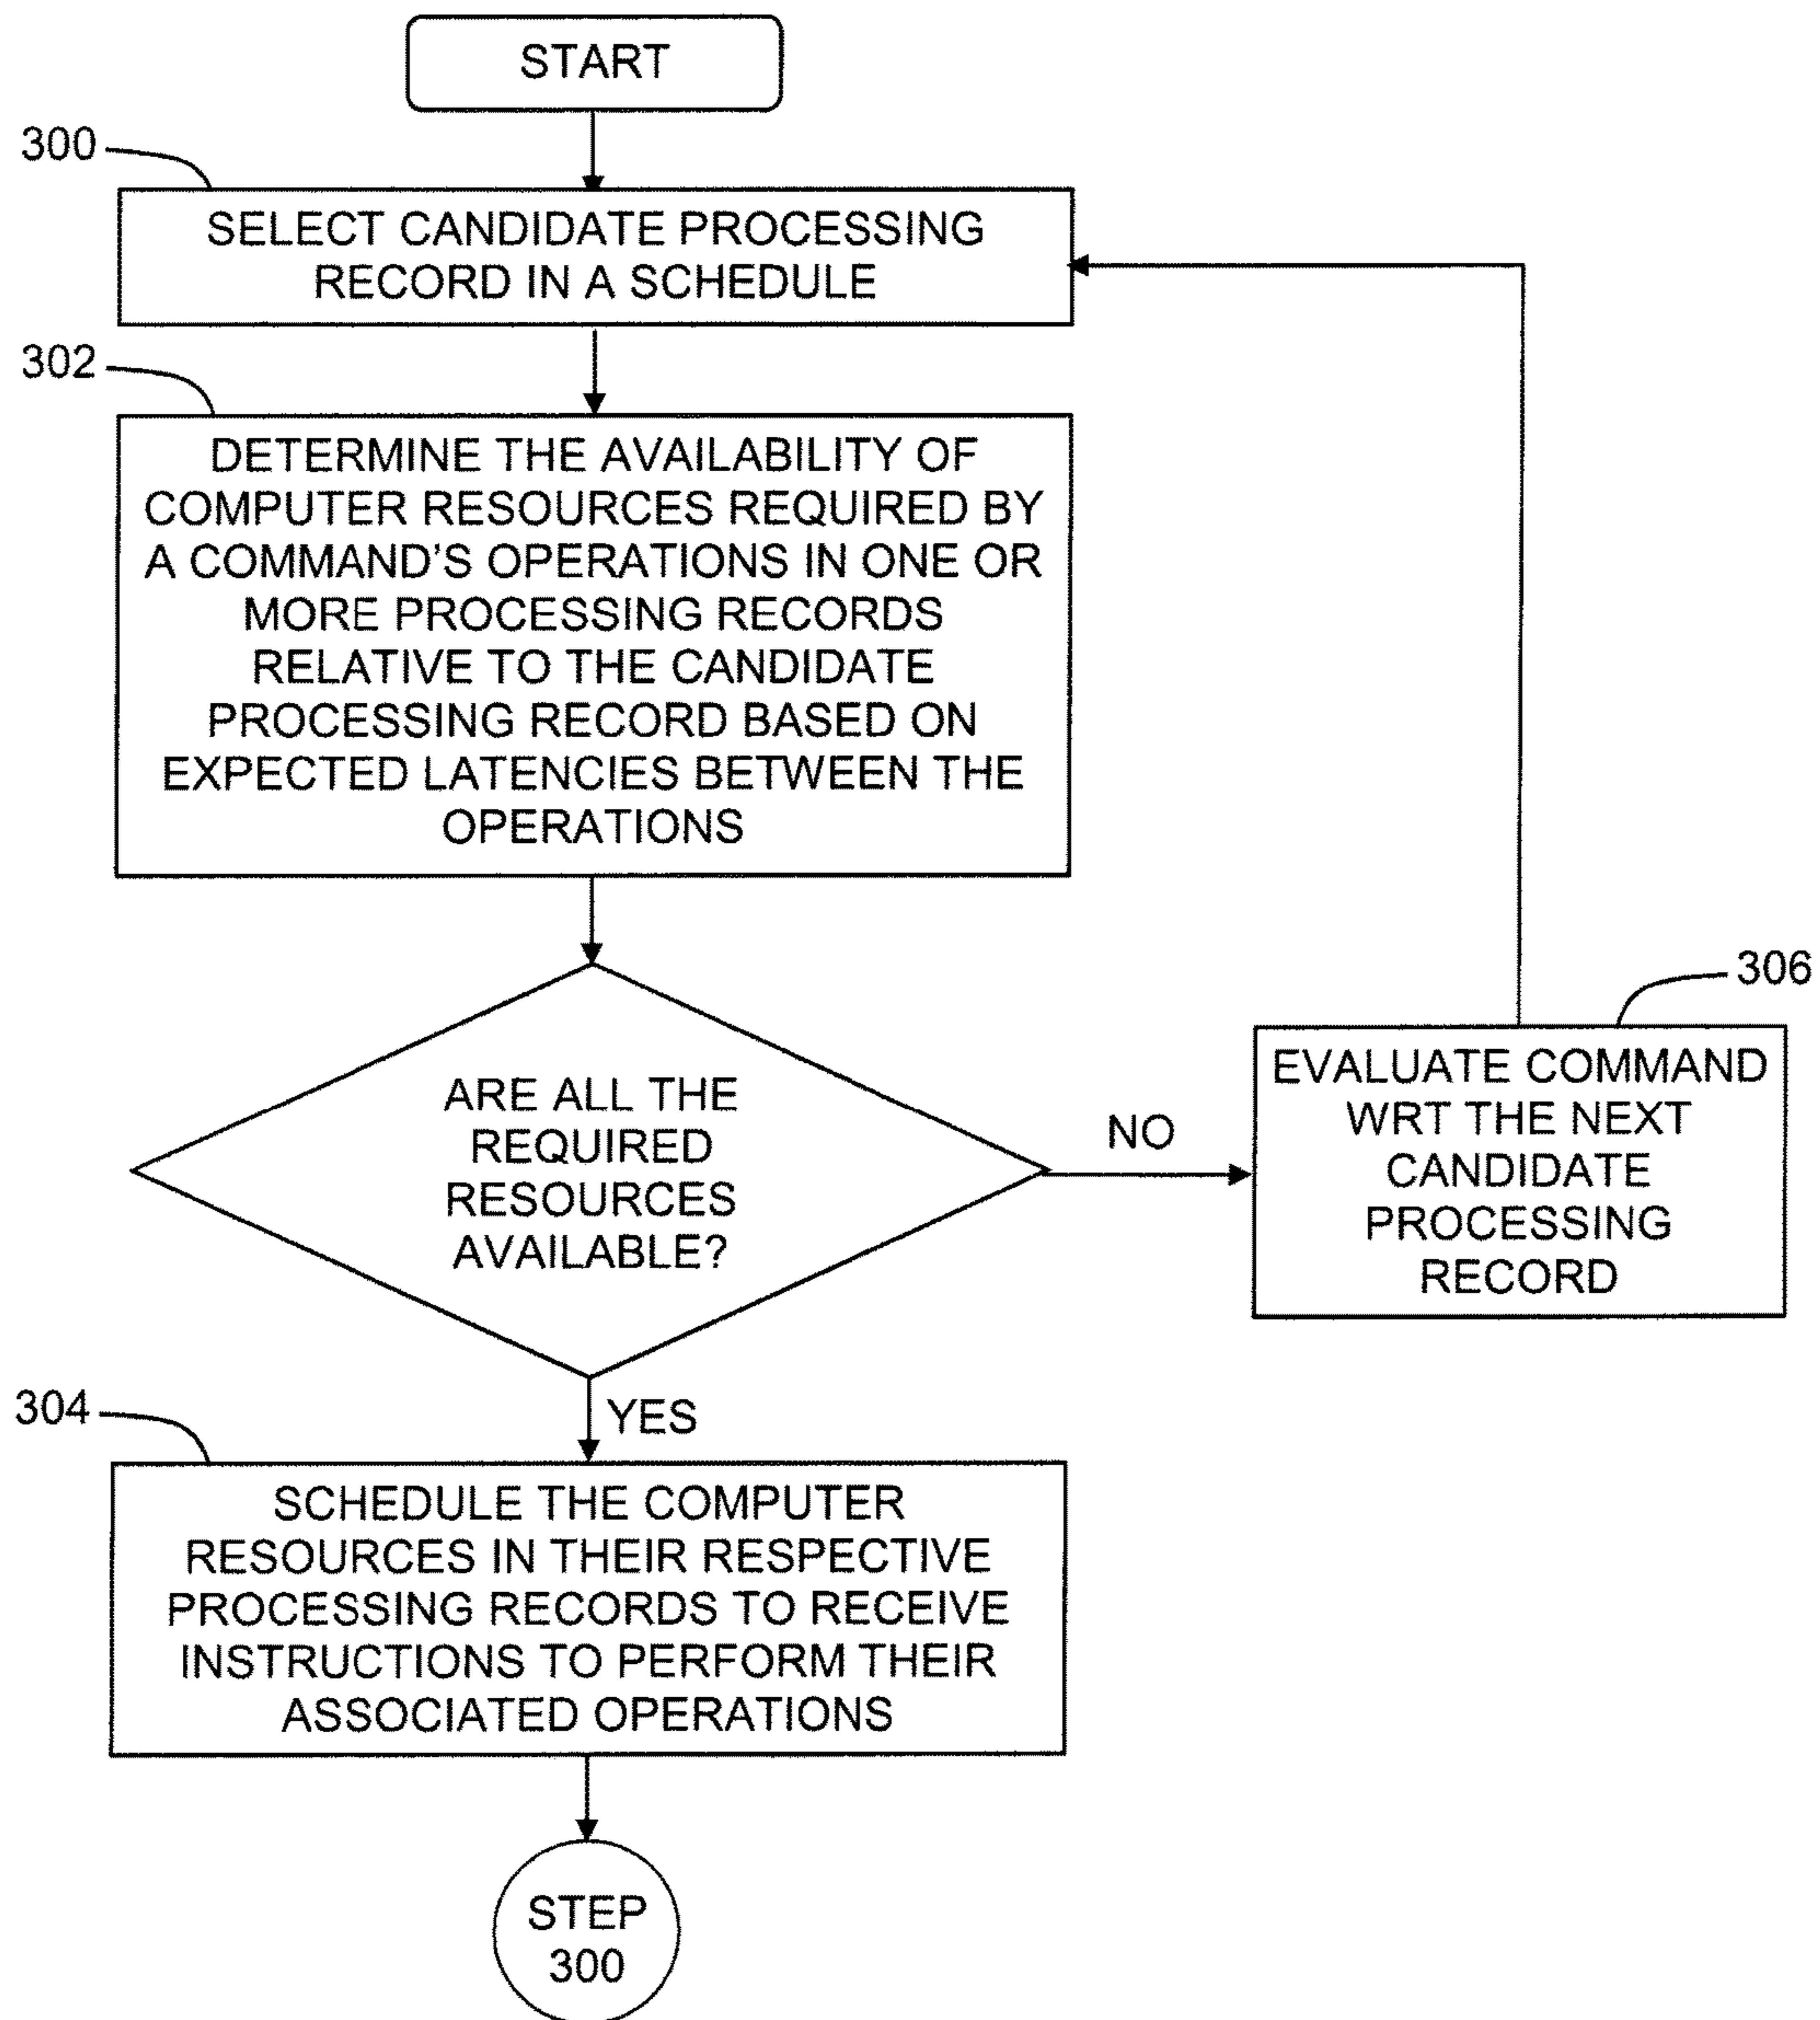 START
300
SELECT CANDIDATE PROCESSING
RECORD IN A SCHEDULE
302
DETERMINE THE AVAILABILITY OF
COMPUTER RESOURCES REQUIRED BY
A COMMAND'S OPERATIONS IN ONE OR
MORE PROCESSING RECORDS
RELATIVE TO THE CANDIDATE
PROCESSING RECORD BASED ON
EXPECTED LATENCIES BETWEEN THE
OPERATIONS
ARE ALL THE
REQUIRED
RESOURCES
AVAILABLE?
NO
306
EVALUATE COMMAND
WRT THE NEXT
CANDIDATE
PROCESSING
RECORD
YES
304
SCHEDULE THE COMPUTER
RESOURCES IN THEIR RESPECTIVE
PROCESSING RECORDS TO RECEIVE
INSTRUCTIONS TO PERFORM THEIR
ASSOCIATED OPERATIONS
STEP
300